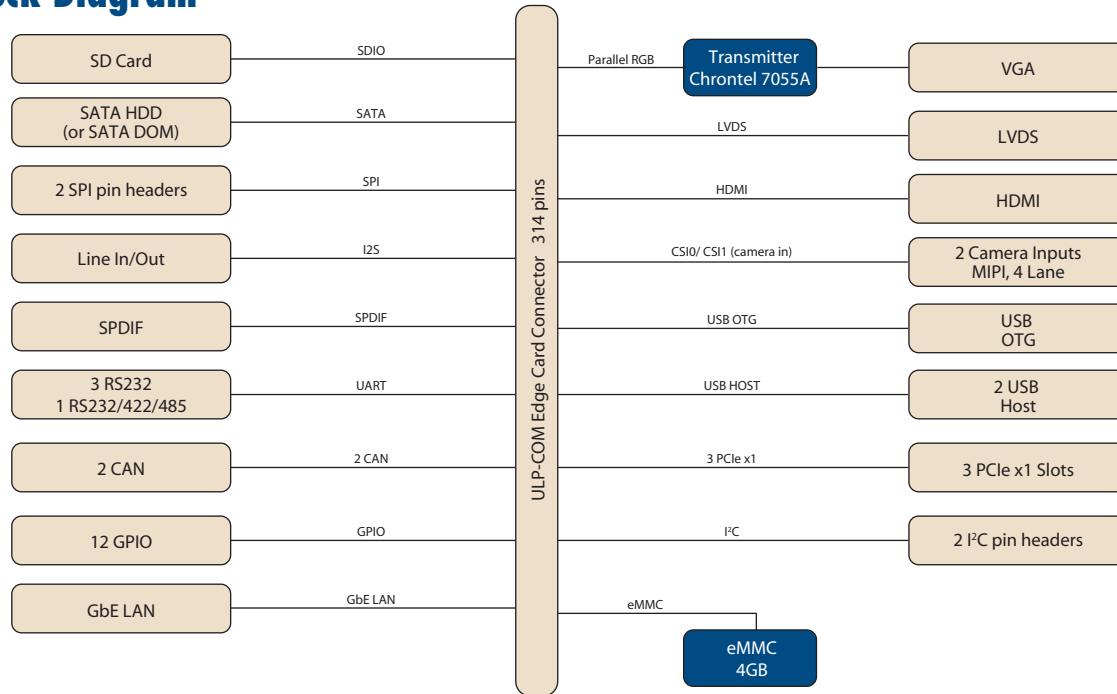 Diagram
SD Card
SDIO
SATA HDD
(or SATA DOM)
SATA
2 SPI pin headers
SPI
Line In/Out
I2S
SPDIF
SPDIF
3 RS232
1 RS232/422/485
UART
2 CAN
2 CAN
12 GPIO
GPIO
GbE LAN
GbE LAN
ULP-COM Edge Card Connector 314 pins
Parallel RGB
Transmitter
Chrontel 7055A
VGA
LVDS
LVDS
HDMI
HDMI
CSI0/ CSI1 (camera in)
2 Camera Inputs
MIPI, 4 Lane
USB OTG
USB
OTG
USB HOST
2 USB
Host
3 PCIe x1
3 PCIe x1 Slots
I²C
2 I²C pin headers
eMMC
eMMC
4GB